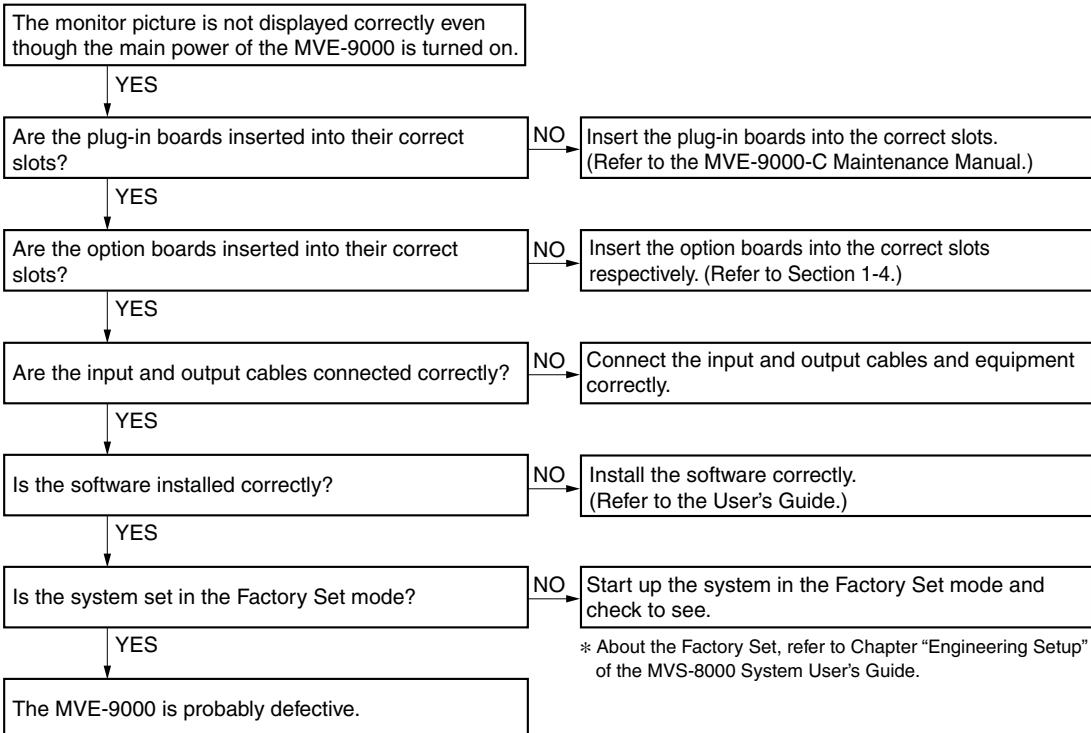 The monitor picture is not displayed correctly even
though the main power of the MVE-9000 is turned on.
YES
Are the plug-in boards inserted into their correct
slots?
NO
Insert the plug-in boards into the correct slots.
(Refer to the MVE-9000-C Maintenance Manual.)
YES
Are the option boards inserted into their correct
slots?
NO
Insert the option boards into the correct slots
respectively. (Refer to Section 1-4.)
YES
Are the input and output cables connected correctly?
NO
Connect the input and output cables and equipment
correctly.
YES
Is the software installed correctly?
NO
Install the software correctly.
(Refer to the User’s Guide.)
YES
Is the system set in the Factory Set mode?
NO
Start up the system in the Factory Set mode and
check to see.
YES
∗ About the Factory Set, refer to Chapter “Engineering Setup”
of the MVS-8000 System User’s Guide.
The MVE-9000 is probably defective.